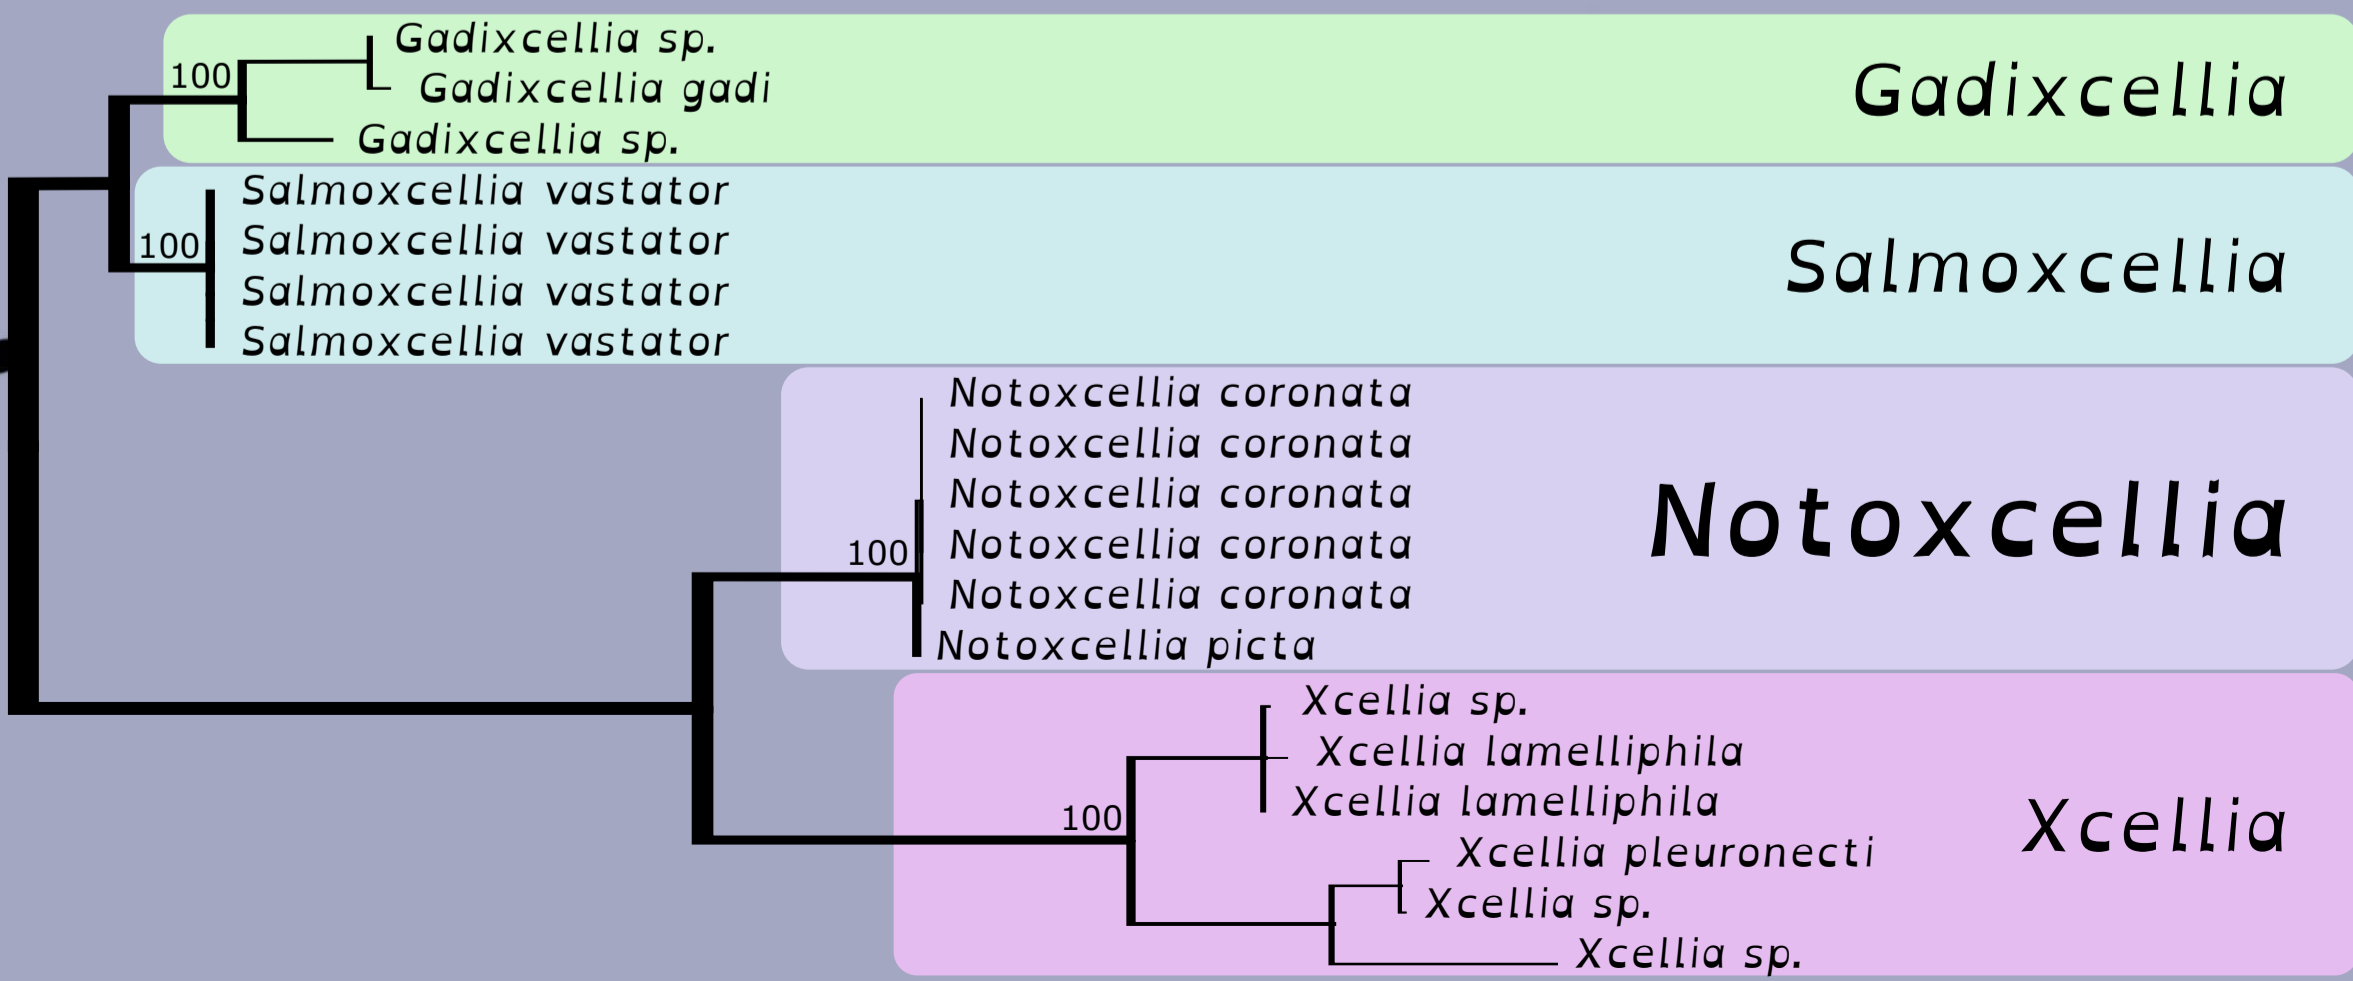 Gadixcellia sp.
100
Gadixcellia gadi
Gadixcellia
Gadixcellia sp.
Salmoxcellia vastator
100
Salmoxcellia vastator
Salmoxcellia
Salmoxcellia vastator
Salmoxcellia vastator
Notoxcellia coronata
Notoxcellia coronata
Notoxcellia coronata
Notoxcellia
100
Notoxcellia coronata
Notoxcellia coronata
Notoxcellia picta
Xcellia sp.
Xcellia lamelliphila
Xcellia lamelliphila
100
Xcellia
Xcellia pleuronecti
Xcellia sp.
Xcellia sp.